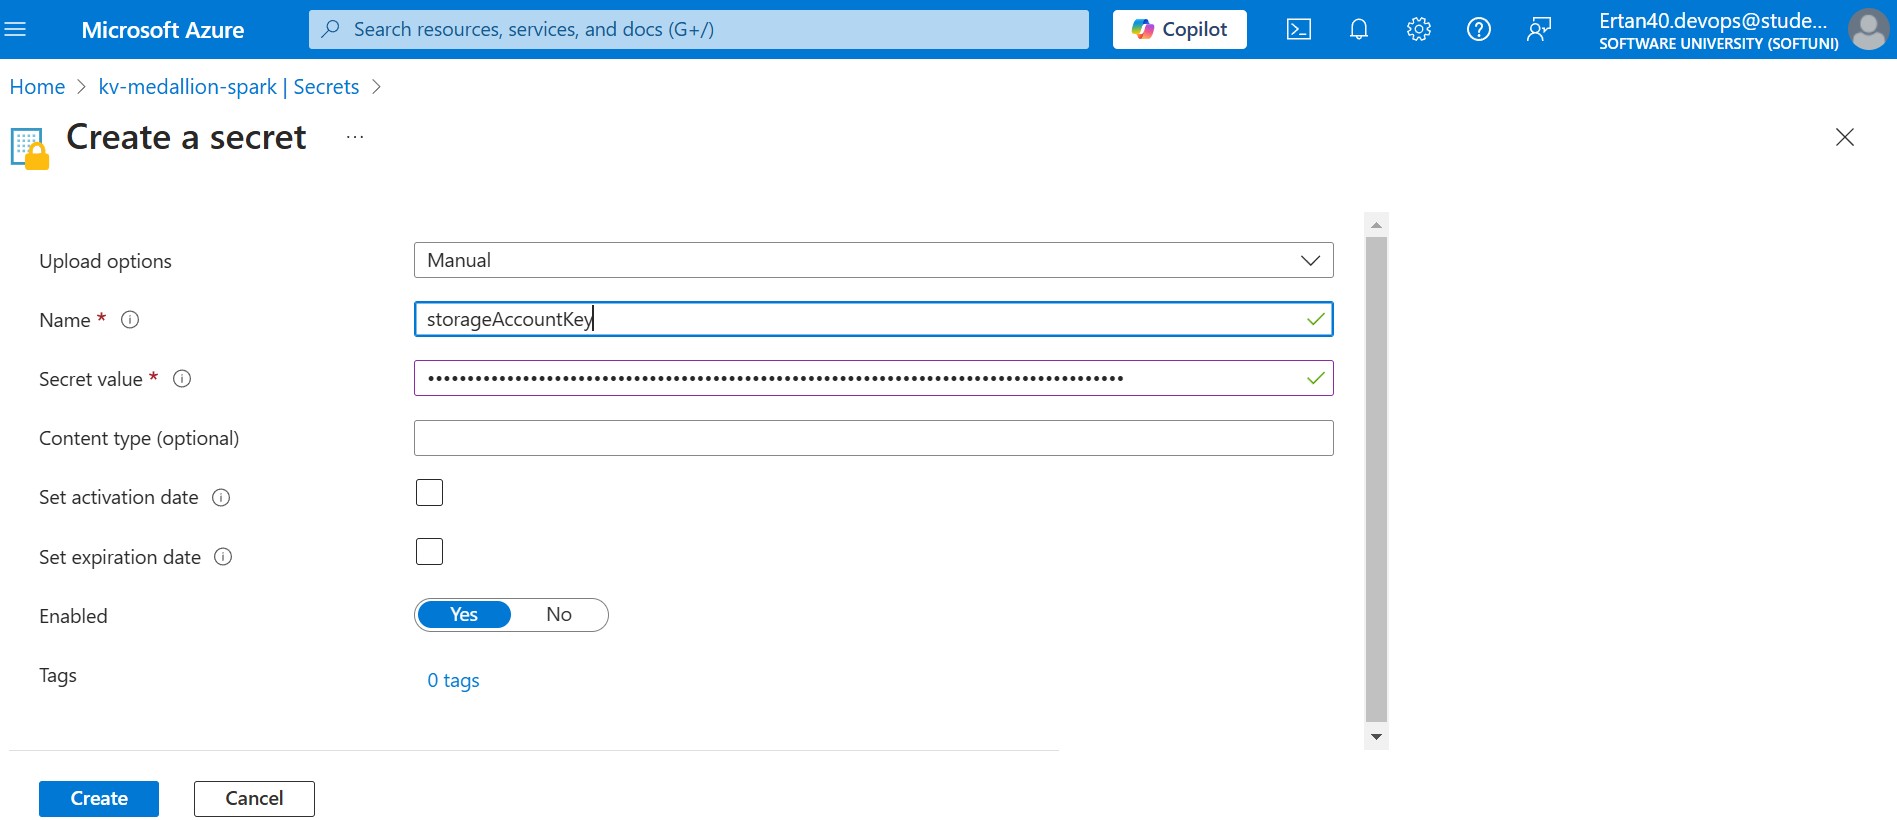 Microsoft Azure
Search resources, services, and docs (G+/)
Copilot
Ertan40.devops@stude...
SOFTWARE UNIVERSITY (SOFTUNI)
Home > kv-medallion-spark | Secrets >
Create a secret ...
Upload options
Manual
Name *
storageAccountKey
Secret value *
••••••••••••••••••••••••••••••••••••••••••••••••••••••••••••••••••••••••••••••••••••••••
Content type (optional)
Set activation date
Set expiration date
Enabled
Yes No
Tags
0 tags
Create Cancel